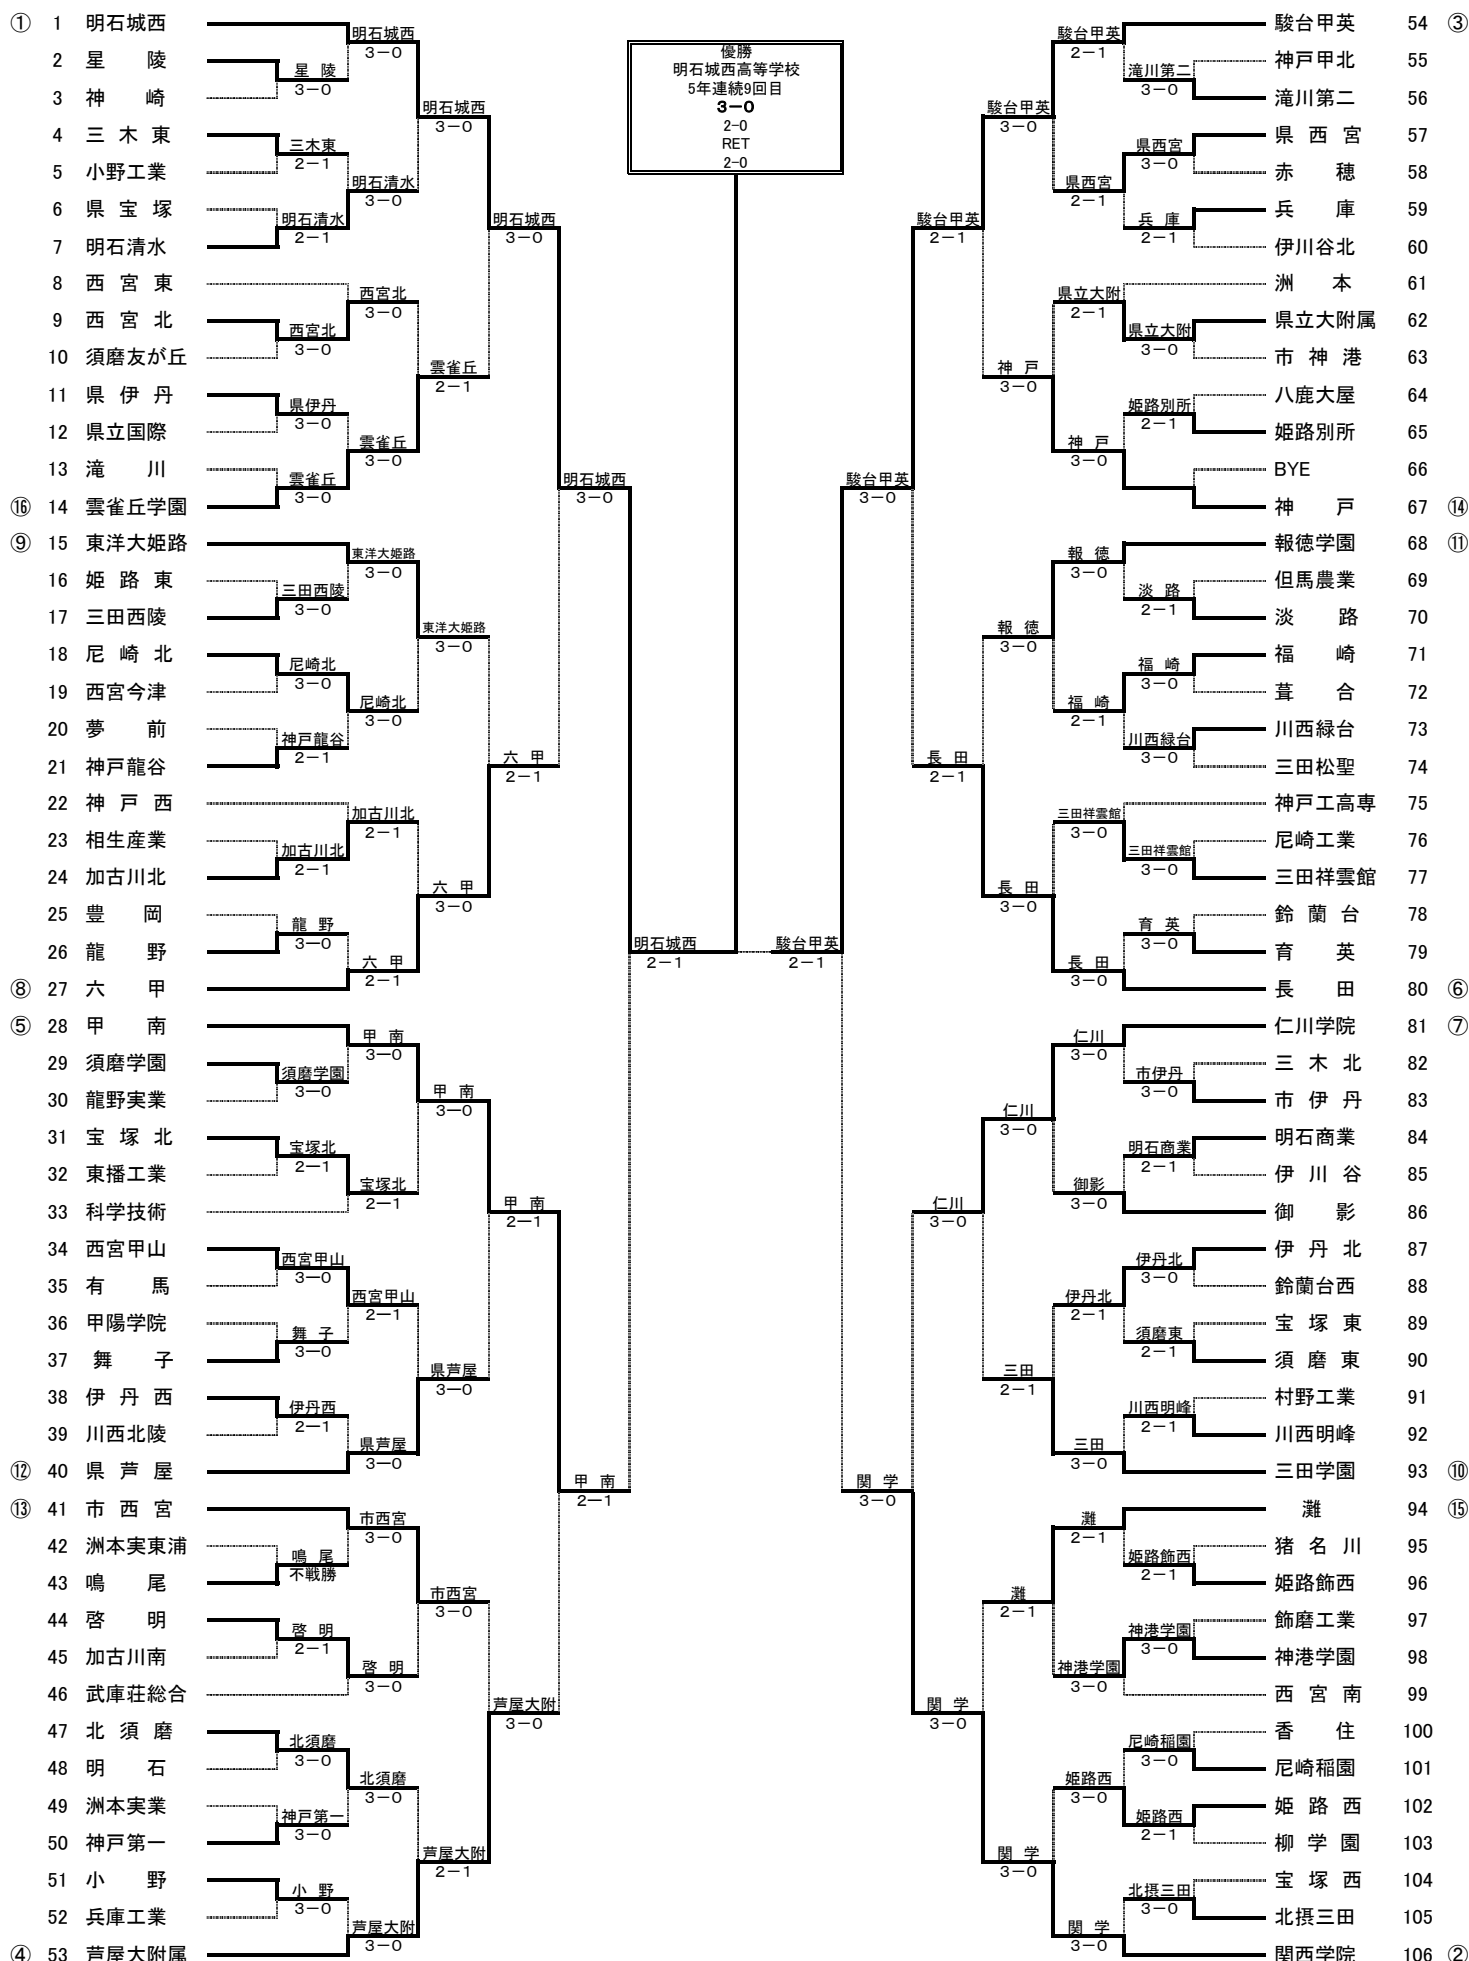 ① 1 明石城西
2 星 陵
3 神 崎
4 三 木 東
5 小野工業
6 県 宝 塚
7 明石清水
8 西 宮 東
9 西 宮 北
10 須磨友が丘
11 県 伊 丹
12 県立国際
13 滝 川
⑯ 14 雲雀丘学園
⑨ 15 東洋大姫路
16 姫 路 東
17 三田西陵
18 尼 崎 北
19 西宮今津
20 夢 前
21 神戸龍谷
22 神 戸 西
23 相生産業
24 加古川北
25 豊 岡
26 龍 野
⑧ 27 六 甲
⑤ 28 甲 南
29 須磨学園
30 龍野実業
31 宝 塚 北
32 東播工業
33 科学技術
34 西宮甲山
35 有 馬
36 甲陽学院
37 舞 子
38 伊 丹 西
39 川西北陵
⑫ 40 県 芦 屋
⑬ 41 市 西 宮
42 洲本実東浦
43 鳴 尾
44 啓 明
45 加古川南
46 武庫荘総合
47 北 須 磨
48 明 石
49 洲本実業
50 神戸第一
51 小 野
52 兵庫工業
④ 53 芦屋大附属
星 陵
3-0
三木東
2-1
明石清水
2-1
西宮北
3-0
県伊丹
3-0
雲雀丘
3-0
三田西陵
3-0
尼崎北
3-0
神戸龍谷
2-1
加古川北
2-1
龍 野
3-0
須磨学園
3-0
宝塚北
2-1
西宮甲山
3-0
舞 子
3-0
伊丹西
2-1
鳴 尾
不戦勝
啓 明
2-1
北須磨
3-0
神戸第一
3-0
小 野
3-0
明石城西
3-0
明石清水
3-0
西宮北
3-0
雲雀丘
3-0
東洋大姫路
3-0
尼崎北
3-0
加古川北
2-1
六 甲
2-1
甲 南
3-0
宝塚北
2-1
西宮甲山
2-1
県芦屋
3-0
市西宮
3-0
啓 明
3-0
北須磨
3-0
芦屋大附
3-0
明石城西
3-0
雲雀丘
2-1
東洋大姫路
3-0
六 甲
3-0
甲 南
3-0
県芦屋
3-0
市西宮
3-0
芦屋大附
2-1
明石城西
3-0
六 甲
2-1
甲 南
2-1
芦屋大附
3-0
明石城西
3-0
甲 南
2-1
明石城西
2-1
優勝
明石城西高等学校
5年連続9回目
3-0
2-0
RET
2-0
駿台甲英
2-1
駿台甲英
3-0
関 学
3-0
駿台甲英
2-1
長 田
2-1
仁川
3-0
関 学
3-0
駿台甲英
3-0
神 戸
3-0
報 徳
3-0
長 田
3-0
仁川
3-0
三田
2-1
灘
2-1
関 学
3-0
駿台甲英
2-1
県西宮
2-1
県立大附
2-1
神 戸
3-0
報 徳
3-0
福 崎
2-1
三田祥雲館
3-0
長 田
3-0
仁川
3-0
御影
3-0
伊丹北
2-1
三田
3-0
灘
2-1
神港学園
3-0
姫路西
3-0
関 学
3-0
滝川第二
3-0
県西宮
3-0
兵 庫
2-1
県立大附
3-0
姫路別所
2-1
淡 路
2-1
福 崎
3-0
川西緑台
3-0
三田祥雲館
3-0
育 英
3-0
市伊丹
3-0
明石商業
2-1
伊丹北
3-0
須磨東
2-1
川西明峰
2-1
姫路飾西
2-1
神港学園
3-0
尼崎稲園
3-0
姫路西
2-1
北摂三田
3-0
駿台甲英 54 ③
神戸甲北 55
滝川第二 56
県 西 宮 57
赤 穂 58
兵 庫 59
伊川谷北 60
洲 本 61
県立大附属 62
市 神 港 63
八鹿大屋 64
姫路別所 65
BYE 66
神 戸 67 ⑭
報徳学園 68 ⑪
但馬農業 69
淡 路 70
福 崎 71
葺 合 72
川西緑台 73
三田松聖 74
神戸工高専 75
尼崎工業 76
三田祥雲館 77
鈴 蘭 台 78
育 英 79
長 田 80 ⑥
仁川学院 81 ⑦
三 木 北 82
市 伊 丹 83
明石商業 84
伊 川 谷 85
御 影 86
伊 丹 北 87
鈴蘭台西 88
宝 塚 東 89
須 磨 東 90
村野工業 91
川西明峰 92
三田学園 93 ⑩
灘 94 ⑮
猪 名 川 95
姫路飾西 96
飾磨工業 97
神港学園 98
西 宮 南 99
香 住 100
尼崎稲園 101
姫 路 西 102
柳 学 園 103
宝 塚 西 104
北摂三田 105
関西学院 106 ②